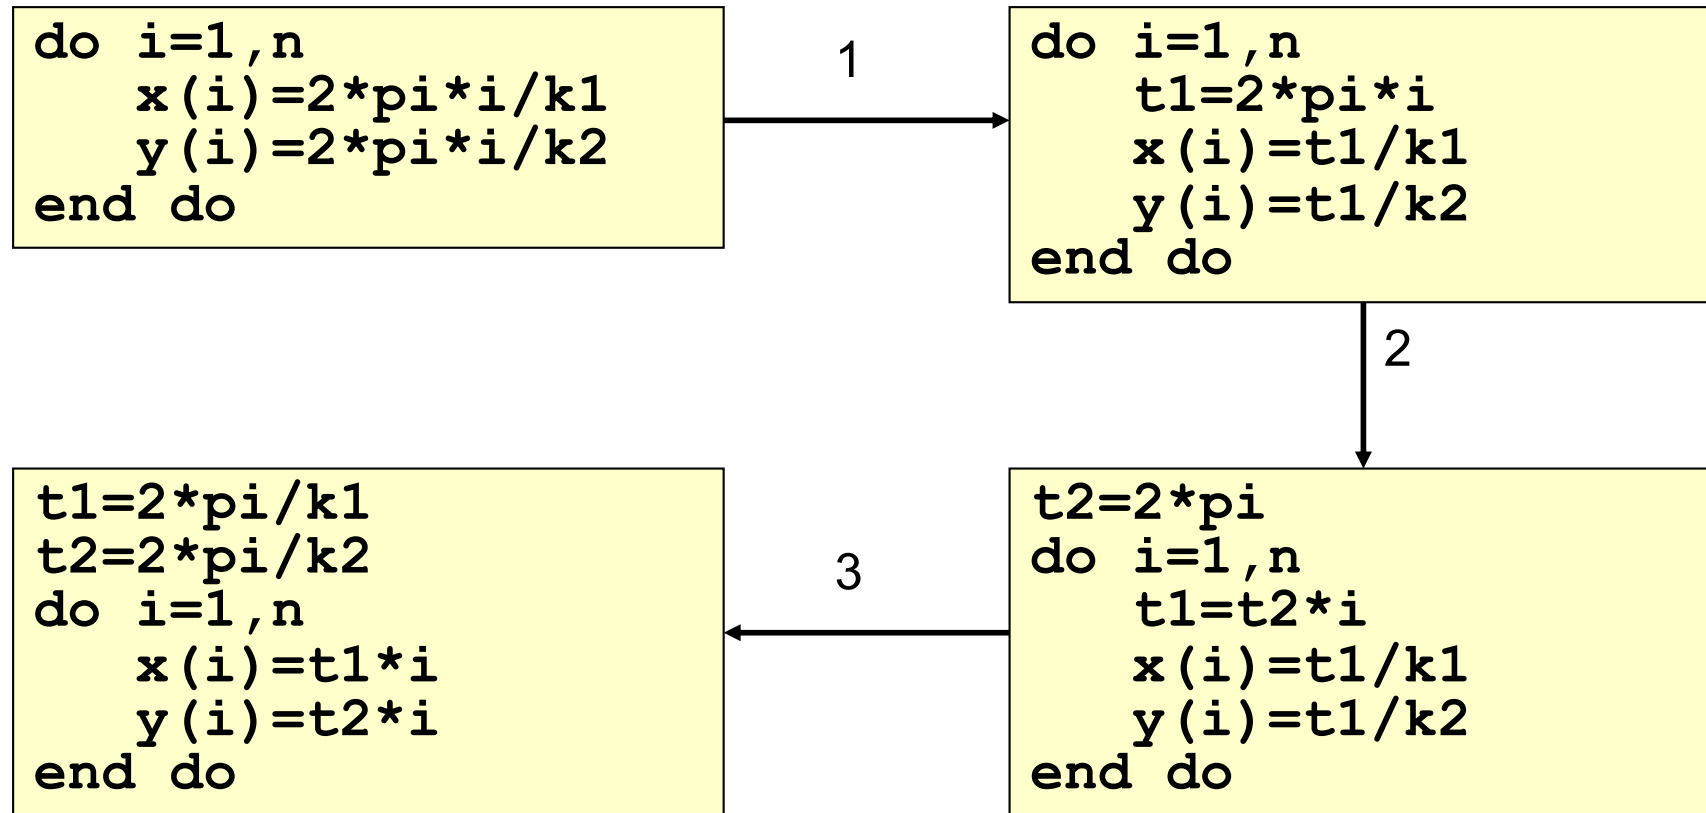 do i=1,n
x(i)=2*pi*i/k1
y(i)=2*pi*i/k2
end do
1
do i=1,n
t1=2*pi*i
x(i)=t1/k1
y(i)=t1/k2
end do
2
t2=2*pi
do i=1,n
t1=t2*i
x(i)=t1/k1
y(i)=t1/k2
end do
3
t1=2*pi/k1
t2=2*pi/k2
do i=1,n
x(i)=t1*i
y(i)=t2*i
end do